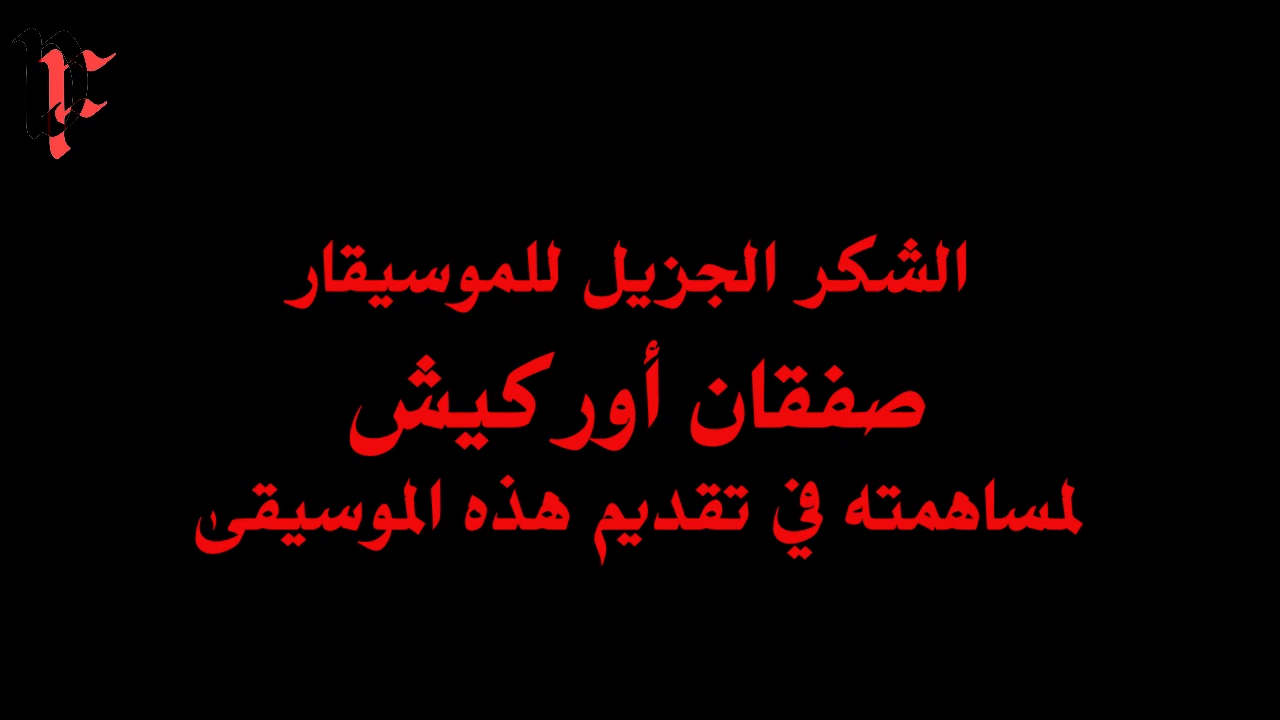 الشكر الجزيل للموسيقار
صفقان أوركيش
لمساهمته في تقديم هذه الموسيقى